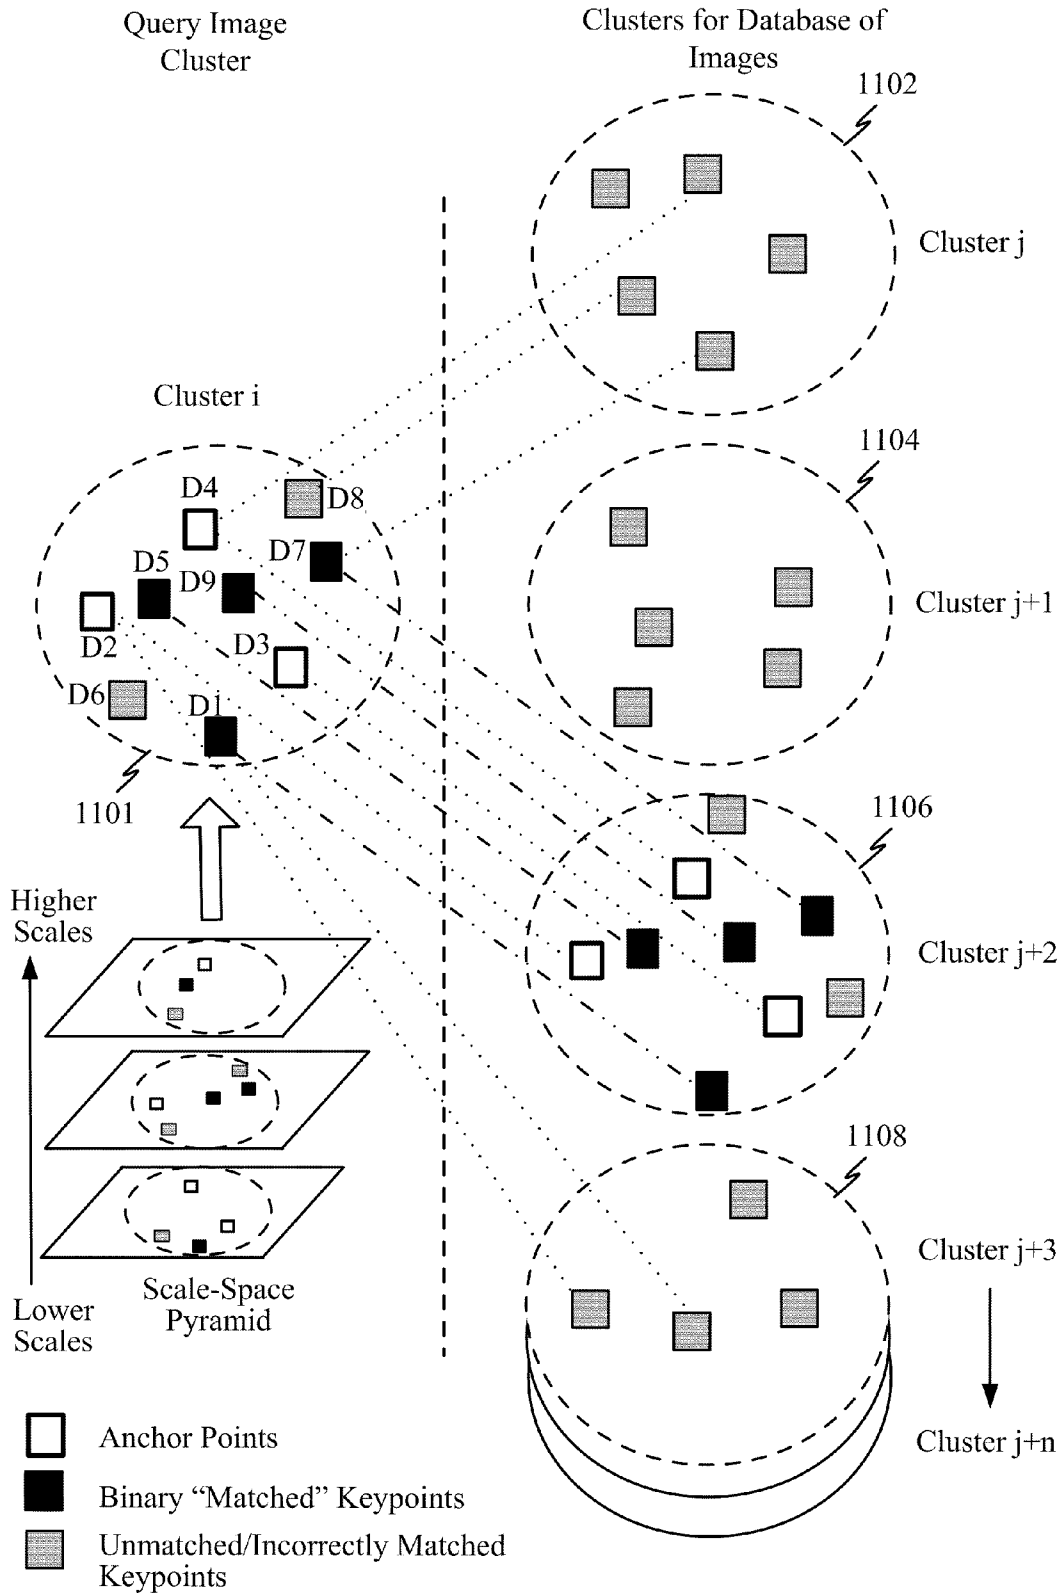 Query Image
Cluster
Clusters for Database of
Images
1102
Cluster j
Cluster i
1104
D4
D8
D7
D5
D9
Cluster j+1
D2
D3
D6
D1
1101
1106
Higher
Scales
Cluster j+2
1108
Cluster j+3
Scale-Space
Pyramid
Lower
Scales
Cluster j+n
Anchor Points
Binary “Matched” Keypoints
Unmatched/Incorrectly Matched
Keypoints